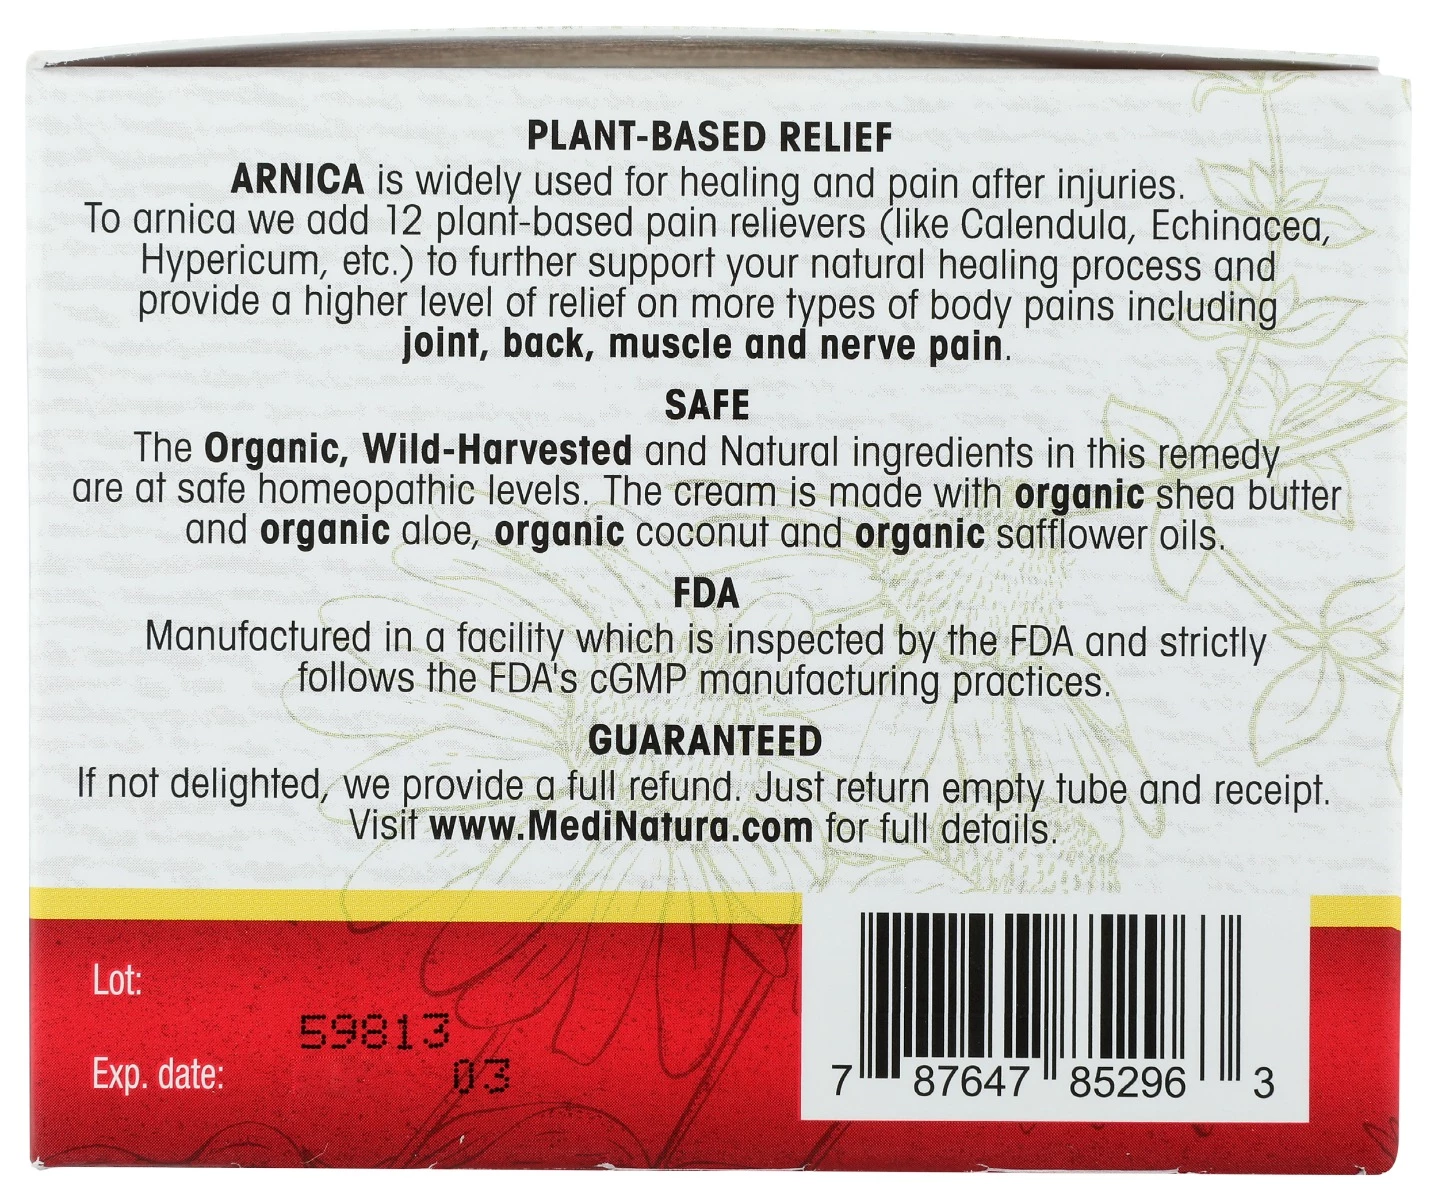 PLANT-BASED RELIEF
ARNICA is widely used for healing and pain after injuries.
To arnica we add 12 plant-based pain relievers (like Calendula, Echinacea,
Hypericum, etc.) to further support your natural healing process and
provide a higher level of relief on more types of body pains including
joint, back, muscle and nerve pain.
SAFE
The Organic, Wild-Harvested and Natural ingredients in this remedy
are at safe homeopathic levels. The cream is made with organic shea butter
and organic aloe, organic coconut and organic safflower oils.
FDA
Manufactured in a facility which is inspected by the FDA and strictly
follows the FDA's cGMP manufacturing practices.
GUARANTEED
If not delighted, we provide a full refund. Just return empty tube and receipt.
Visit www.MediNatura.com for full details.
Lot:
59813
Exp. date:
03
7 87647 85296 3